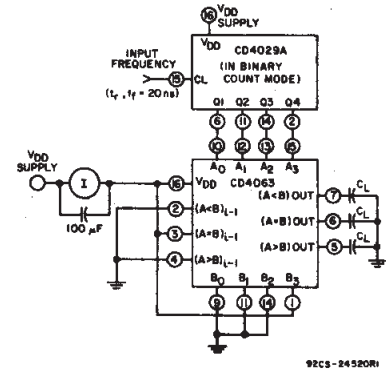 16 VDD
SUPPLY
VDD
CD4029A
(IN BINARY
COUNT MODE)
INPUT
FREQUENCY
15 CL
(tr, tf = 20 ns)
Q1 Q2 Q3 Q4
6 11 14 2
10 12 13 15
A0 A1 A2 A3
VDD
SUPPLY
I
100 µF
16 VDD
CD4063
2 (A<B)i-1
3 (A=B)i-1
4 (A>B)i-1
(A<B) OUT 7 CL
(A=B) OUT 6 CL
(A>B) OUT 5 CL
B0 B1 B2 B3
9 11 14 1
92CS-24520R1